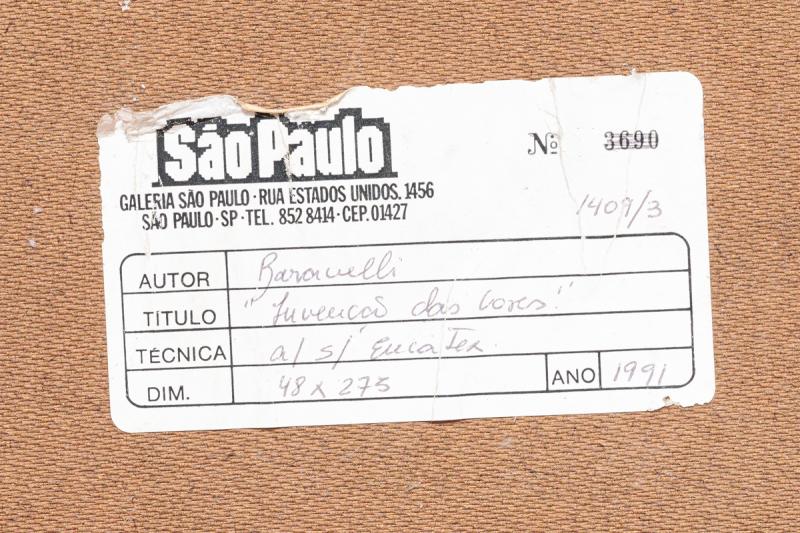 São Paulo
Nº 3690
GALERIA SÃO PAULO · RUA ESTADOS UNIDOS. 1456
SÃO PAULO · SP · TEL. 852 8414 · CEP. 01427
1409/3
AUTOR Baravelli
TÍTULO "Invenção das Cores."
TÉCNICA a/ s/ Eucatex
DIM. 48 x 275 ANO 1991